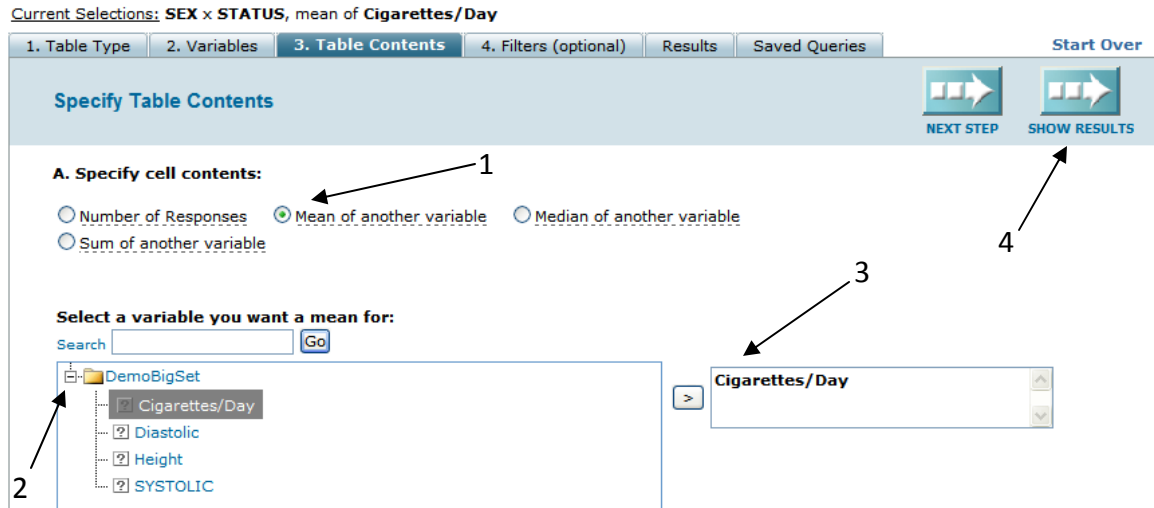 Current Selections: SEX x STATUS, mean of Cigarettes/Day
1. Table Type 2. Variables 3. Table Contents 4. Filters (optional) Results Saved Queries Start Over
Specify Table Contents
NEXT STEP SHOW RESULTS
1
A. Specify cell contents:
Number of Responses Mean of another variable Median of another variable
Sum of another variable
4
3
Select a variable you want a mean for:
Search Go
DemoBigSet
Cigarettes/Day
? Diastolic
? Height
? SYSTOLIC
2
> Cigarettes/Day